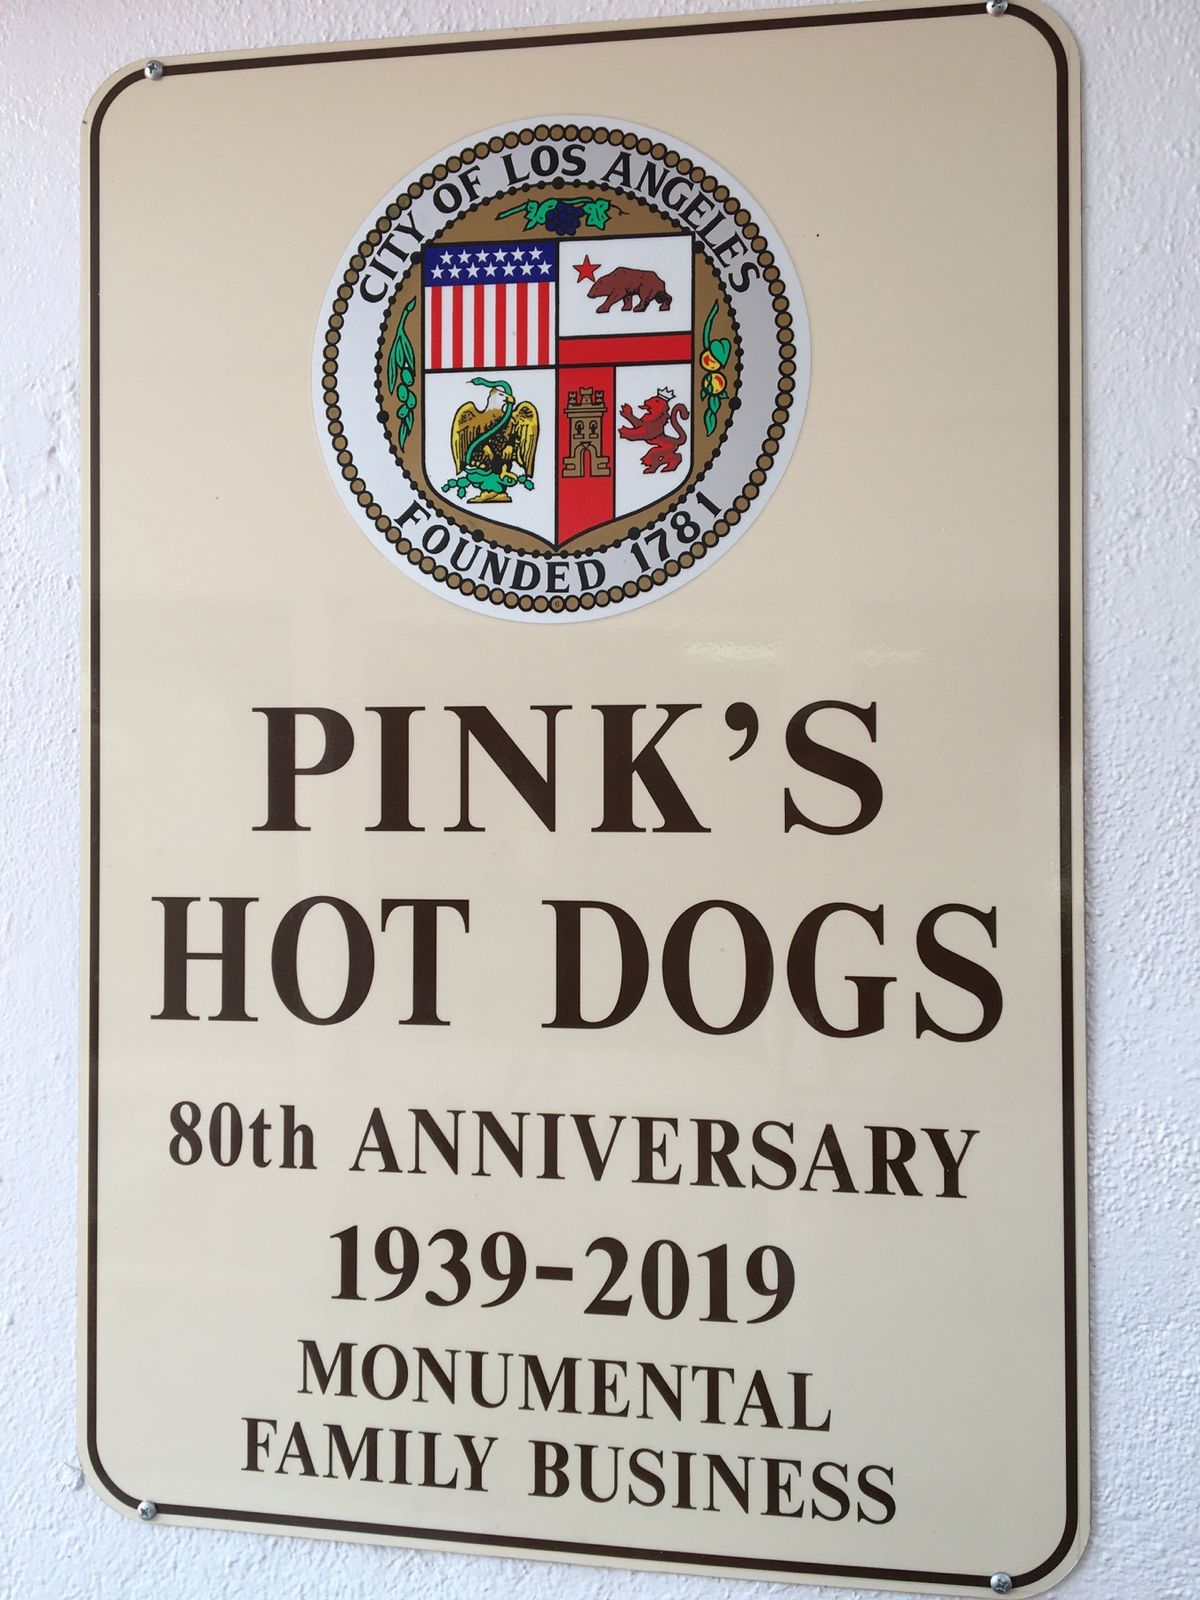 CITY OF LOS ANGELES
FOUNDED 1781
PINK'S
HOT DOGS
80th ANNIVERSARY
1939-2019
MONUMENTAL
FAMILY BUSINESS